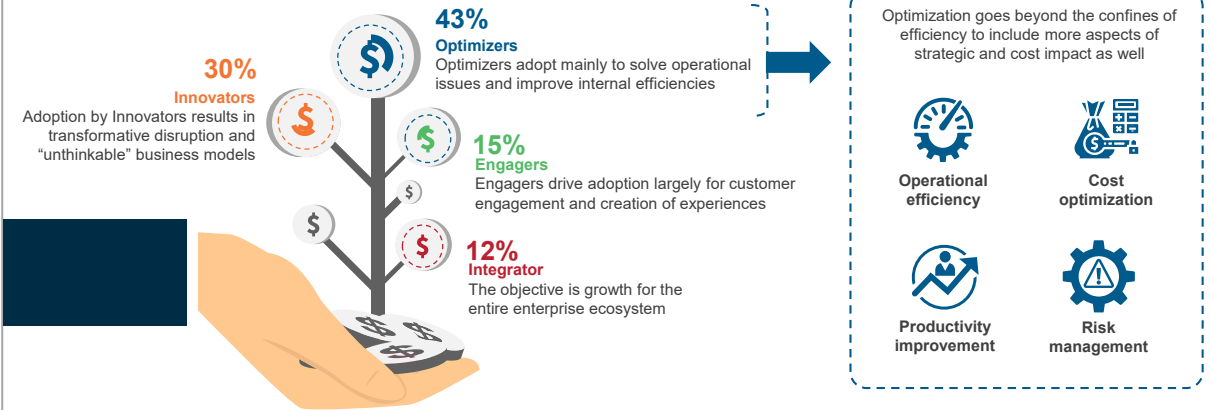 43%
Optimizers
Optimizers adopt mainly to solve operational
issues and improve internal efficiencies
30%
Innovators
Adoption by Innovators results in
transformative disruption and
“unthinkable” business models
15%
Engagers
Engagers drive adoption largely for customer
engagement and creation of experiences
12%
Integrator
The objective is growth for the
entire enterprise ecosystem
$
$
$
$
$
$
$
$
$
Optimization goes beyond the confines of
efficiency to include more aspects of
strategic and cost impact as well
Operational
efficiency
$
Cost
optimization
Productivity
improvement
Risk
management